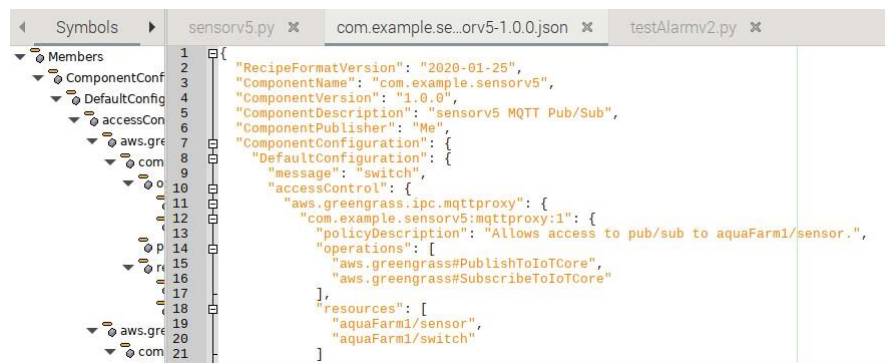 Symbols
sensorv5.py
com.example.se...orv5-1.0.0.json
testAlarmv2.py
Members
ComponentConf
DefaultConfig
accessCon
aws.gre
com
o
p
re
aws.gre
com
1 {
2 "RecipeFormatVersion": "2020-01-25",
3 "ComponentName": "com.example.sensorv5",
4 "ComponentVersion": "1.0.0",
5 "ComponentDescription": "sensorv5 MQTT Pub/Sub",
6 "ComponentPublisher": "Me",
7 "ComponentConfiguration": {
8 "DefaultConfiguration": {
9 "message": "switch",
10 "accessControl": {
11 "aws.greengrass.ipc.mqttproxy": {
12 "com.example.sensorv5:mqttproxy:1": {
13 "policyDescription": "Allows access to pub/sub to aquaFarm1/sensor.",
14 "operations": [
15 "aws.greengrass#PublishToIoTCore",
16 "aws.greengrass#SubscribeToIoTCore"
17 ],
18 "resources": [
19 "aquaFarm1/sensor",
20 "aquaFarm1/switch"
21 ]